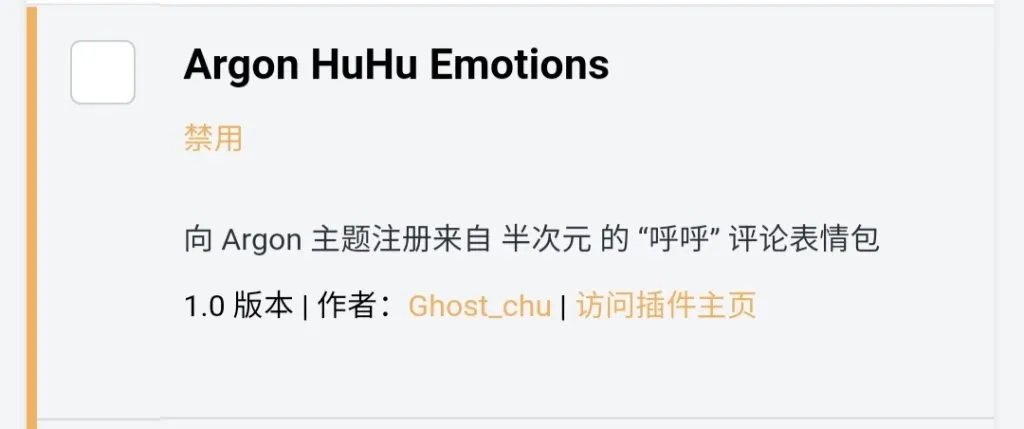 Argon HuHu Emotions
禁用
向 Argon 主题注册来自 半次元 的 “呼呼” 评论表情包
1.0 版本 | 作者：Ghost_chu | 访问插件主页